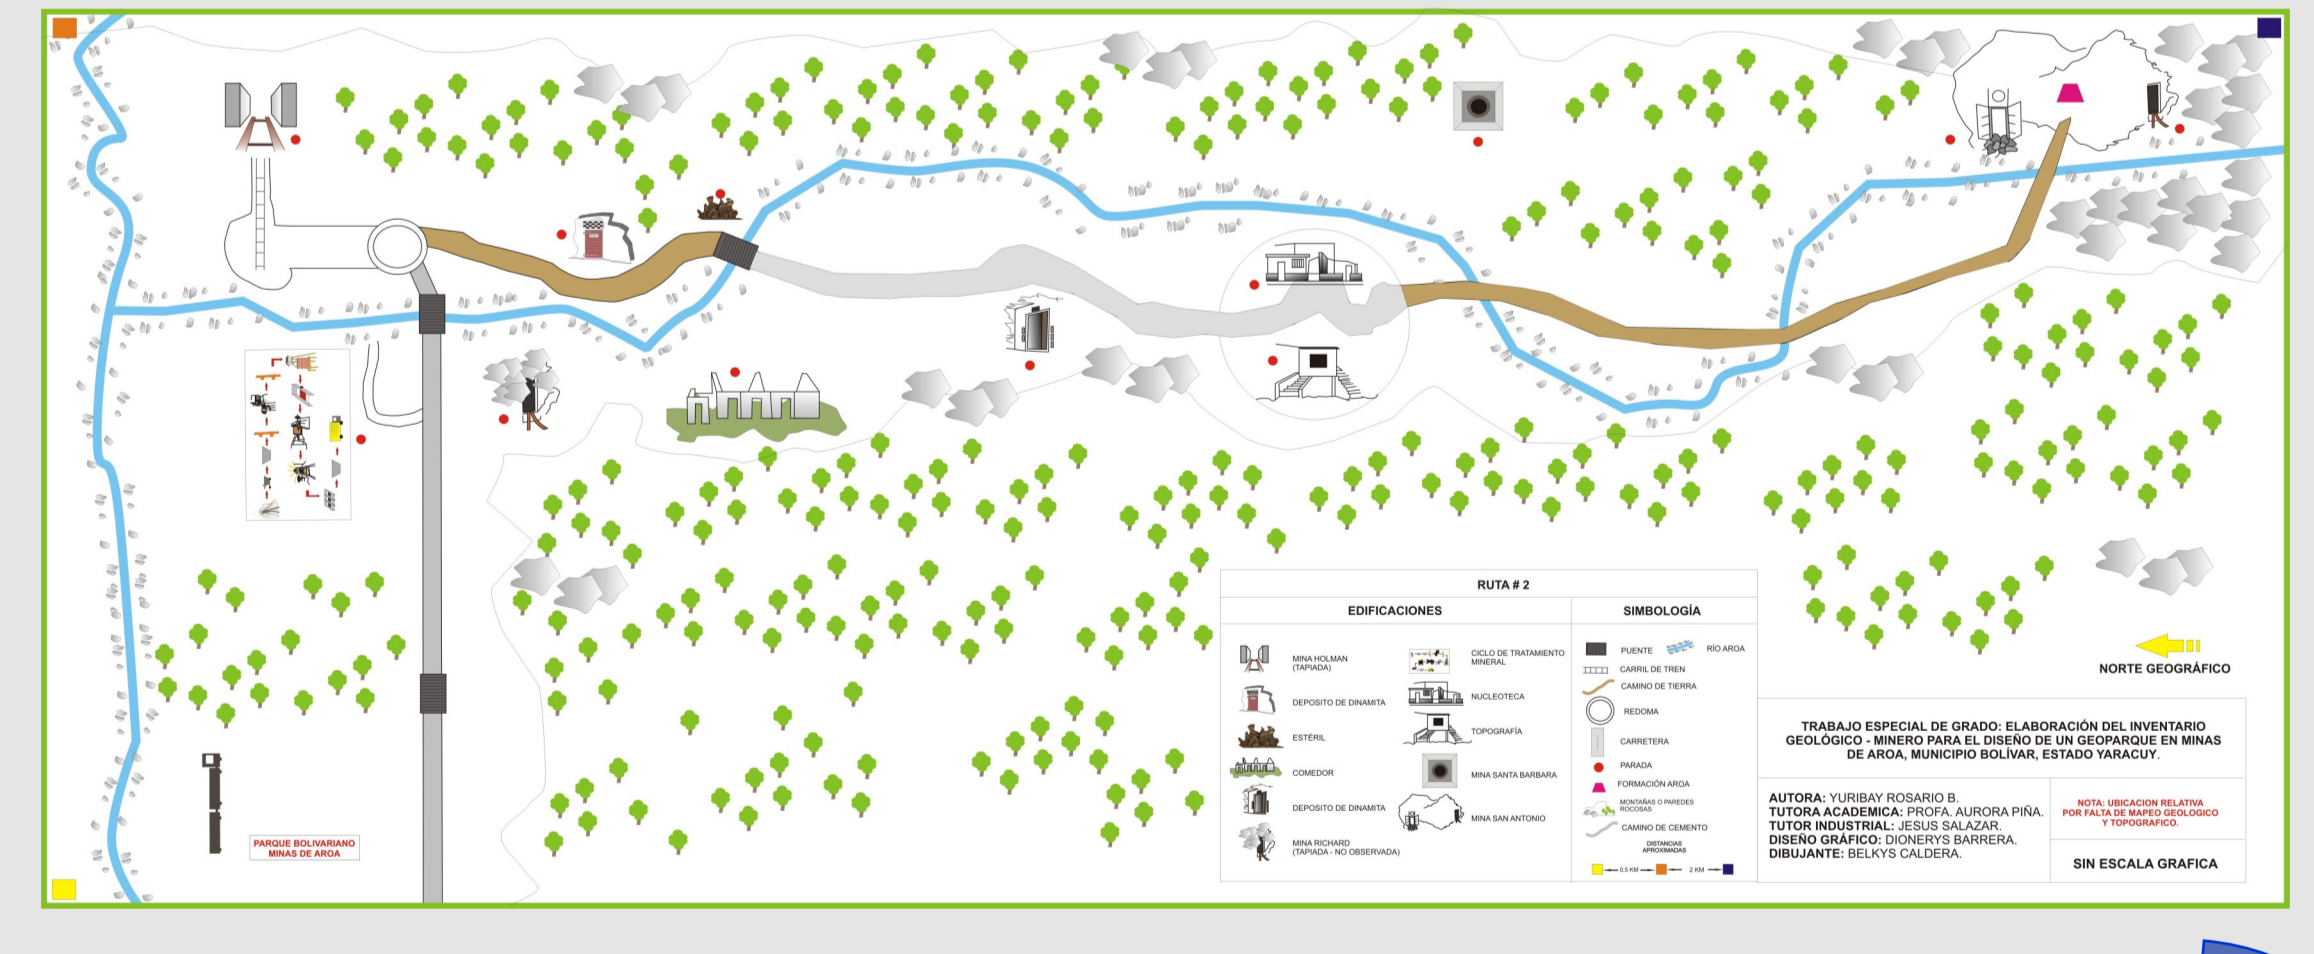 PARQUE BOLIVARIANO
MINAS DE AROA
RUTA # 2
EDIFICACIONES
MINA HOLMAN
(TAPIADA)
DEPOSITO DE DINAMITA
ESTÉRIL
COMEDOR
DEPOSITO DE DINAMITA
MINA RICHARD
(TAPIADA - NO OBSERVADA)
CICLO DE TRATAMIENTO
MINERAL
NUCLEOTECA
TOPOGRAFÍA
MINA SANTA BARBARA
MINA SAN ANTONIO
SIMBOLOGÍA
PUENTE
RÍO AROA
CARRIL DE TREN
CAMINO DE TIERRA
REDOMA
CARRETERA
PARADA
FORMACIÓN AROA
MONTAÑAS O PAREDES
ROCOSAS
CAMINO DE CEMENTO
DISTANCIAS
APROXIMADAS
0,5 KM
2 KM
NORTE GEOGRÁFICO
TRABAJO ESPECIAL DE GRADO: ELABORACIÓN DEL INVENTARIO
GEOLÓGICO - MINERO PARA EL DISEÑO DE UN GEOPARQUE EN MINAS
DE AROA, MUNICIPIO BOLÍVAR, ESTADO YARACUY.
AUTORA: YURIBAY ROSARIO B.
TUTORA ACADEMICA: PROFA. AURORA PIÑA.
TUTOR INDUSTRIAL: JESUS SALAZAR.
DISEÑO GRÁFICO: DIONERYS BARRERA.
DIBUJANTE: BELKYS CALDERA.
NOTA: UBICACION RELATIVA
POR FALTA DE MAPEO GEOLOGICO
Y TOPOGRAFICO.
SIN ESCALA GRAFICA